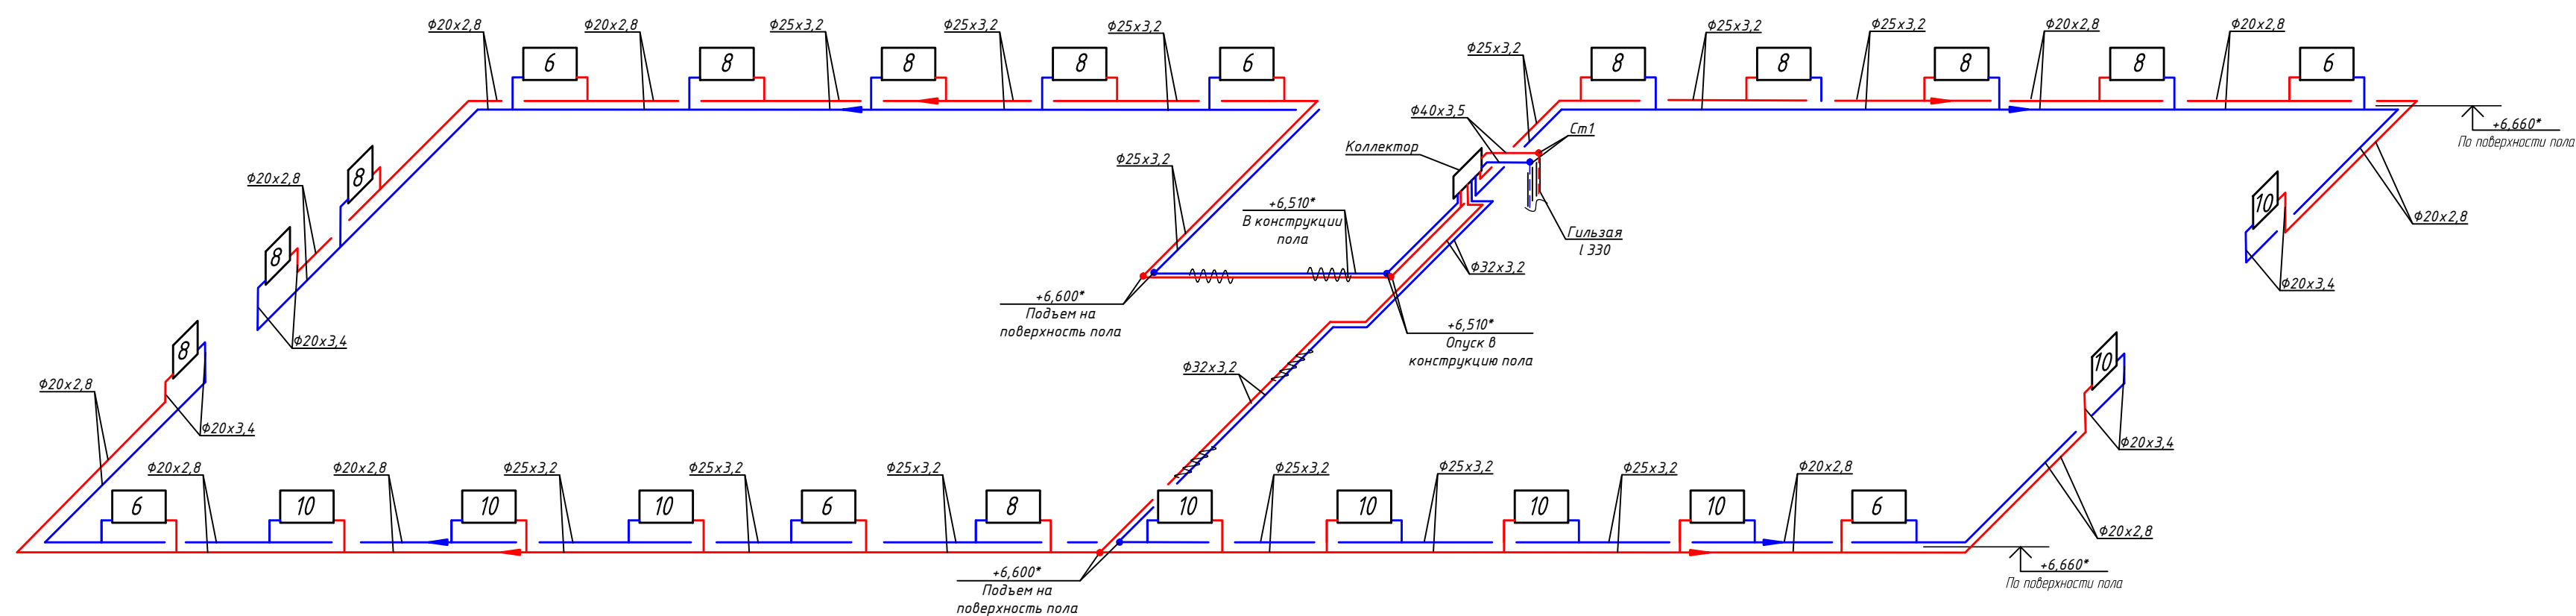 Ф20х2,8
Ф20х2,8
Ф25х3,2
Ф25х3,2
Ф25х3,2
Ф25х3,2
Ф25х3,2
Ф25х3,2
Ф20х2,8
Ф20х2,8
6
8
8
8
6
8
8
8
8
6
Ф40х3,5
Ст1
Коллектор
+6,660*
По поверхности пола
Ф25х3,2
Ф20х2,8
8
8
10
+6,510*
В конструкции
пола
Гильзая
l 330
Ф20х2,8
Ф32х3,2
Ф20х3,4
+6,600*
Подъем на
поверхность пола
+6,510*
Опуск в
конструкцию пола
Ф20х3,4
8
10
Ф32х3,2
Ф20х2,8
Ф20х3,4
Ф20х3,4
Ф20х2,8
Ф20х2,8
Ф25х3,2
Ф25х3,2
Ф25х3,2
Ф25х3,2
Ф25х3,2
Ф25х3,2
Ф20х2,8
6
10
10
10
6
8
10
10
10
10
6
Ф20х2,8
+6,600*
Подъем на
поверхность пола
+6,660*
По поверхности пола